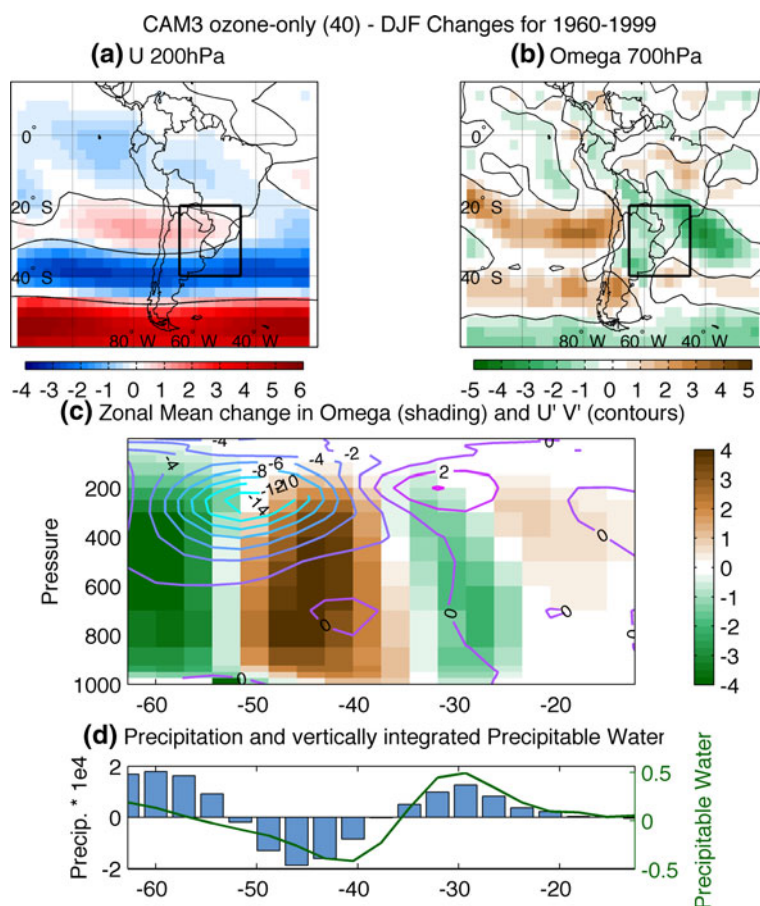 CAM3 ozone-only (40) - DJF Changes for 1960-1999
(a) U 200hPa
(b) Omega 700hPa
0°
20° S
40° S
80° W 60° W 40° W
0°
20° S
40° S
80° W 60° W 40° W
-4 -3 -2 -1 0 1 2 3 4 5 6
-5 -4 -3 -2 -1 0 1 2 3 4 5
(c) Zonal Mean change in Omega (shading) and U' V' (contours)
Pressure
200
400
600
800
1000
-4 -4 -8 -6 -4 -2 -12 -10 -14 2 0 0 0 0 0 0
4
3
2
1
0
-1
-2
-3
-4
-60 -50 -40 -30 -20
(d) Precipitation and vertically integrated Precipitable Water
Precip. * 1e4
2
0
-2
0.5
0
-0.5
Precipitable Water
-60 -50 -40 -30 -20